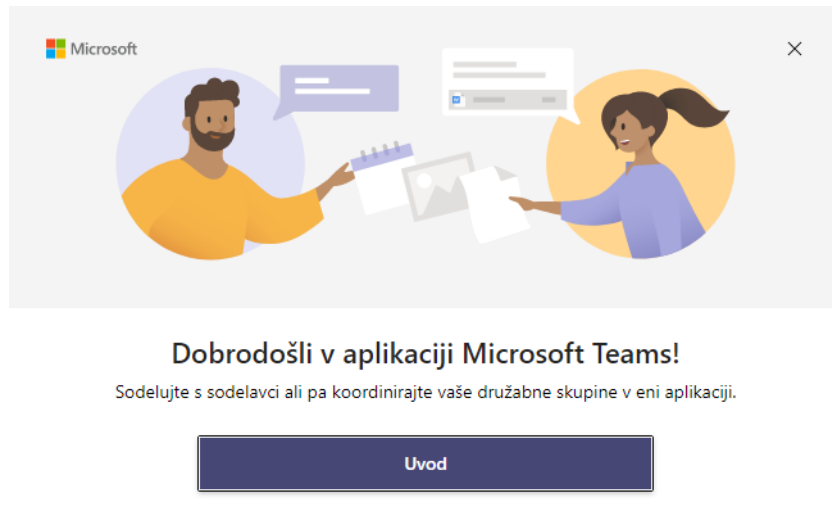 Microsoft
Dobrodošli v aplikaciji Microsoft Teams!
Sodelujte s sodelavci ali pa koordinirajte vaše družabne skupine v eni aplikaciji.
Uvod